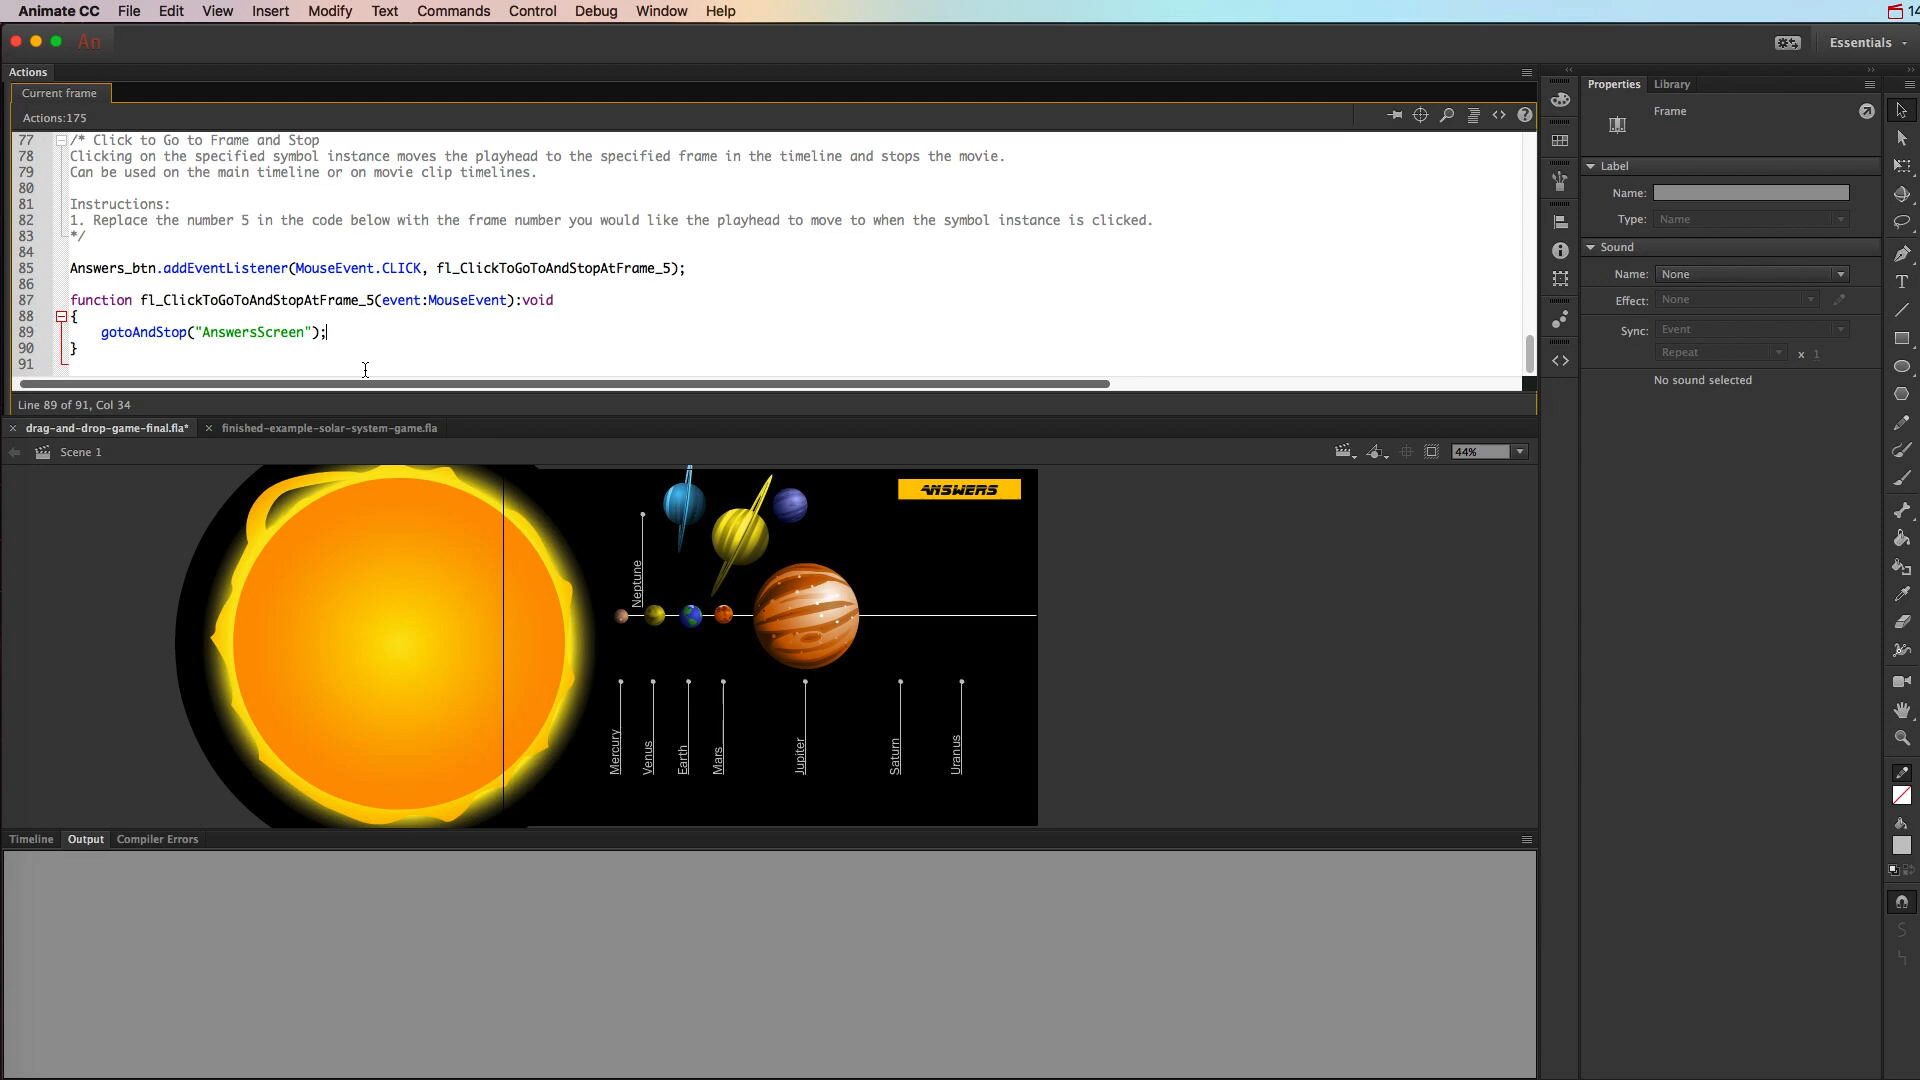 Animate CC File Edit View Insert Modify Text Commands Control Debug Window Help 14
An Essentials
Actions
Current frame
Actions:175
77 /* Click to Go to Frame and Stop
78 Clicking on the specified symbol instance moves the playhead to the specified frame in the timeline and stops the movie.
79 Can be used on the main timeline or on movie clip timelines.
80
81 Instructions:
82 1. Replace the number 5 in the code below with the frame number you would like the playhead to move to when the symbol instance is clicked.
83 */
84
85 Answers_btn.addEventListener(MouseEvent.CLICK, fl_ClickToGoToAndStopAtFrame_5);
86
87 function fl_ClickToGoToAndStopAtFrame_5(event:MouseEvent):void
88 {
89 gotoAndStop("AnswersScreen");
90 }
91
Line 89 of 91, Col 34
drag-and-drop-game-final.fla* finished-example-solar-system-game.fla
Scene 1 44%
ANSWERS
Neptune
Mercury
Venus
Earth
Mars
Jupiter
Saturn
Uranus
Timeline Output Compiler Errors
Properties Library
Frame
Label
Name:
Type: Name
Sound
Name: None
Effect: None
Sync: Event
Repeat x 1
No sound selected